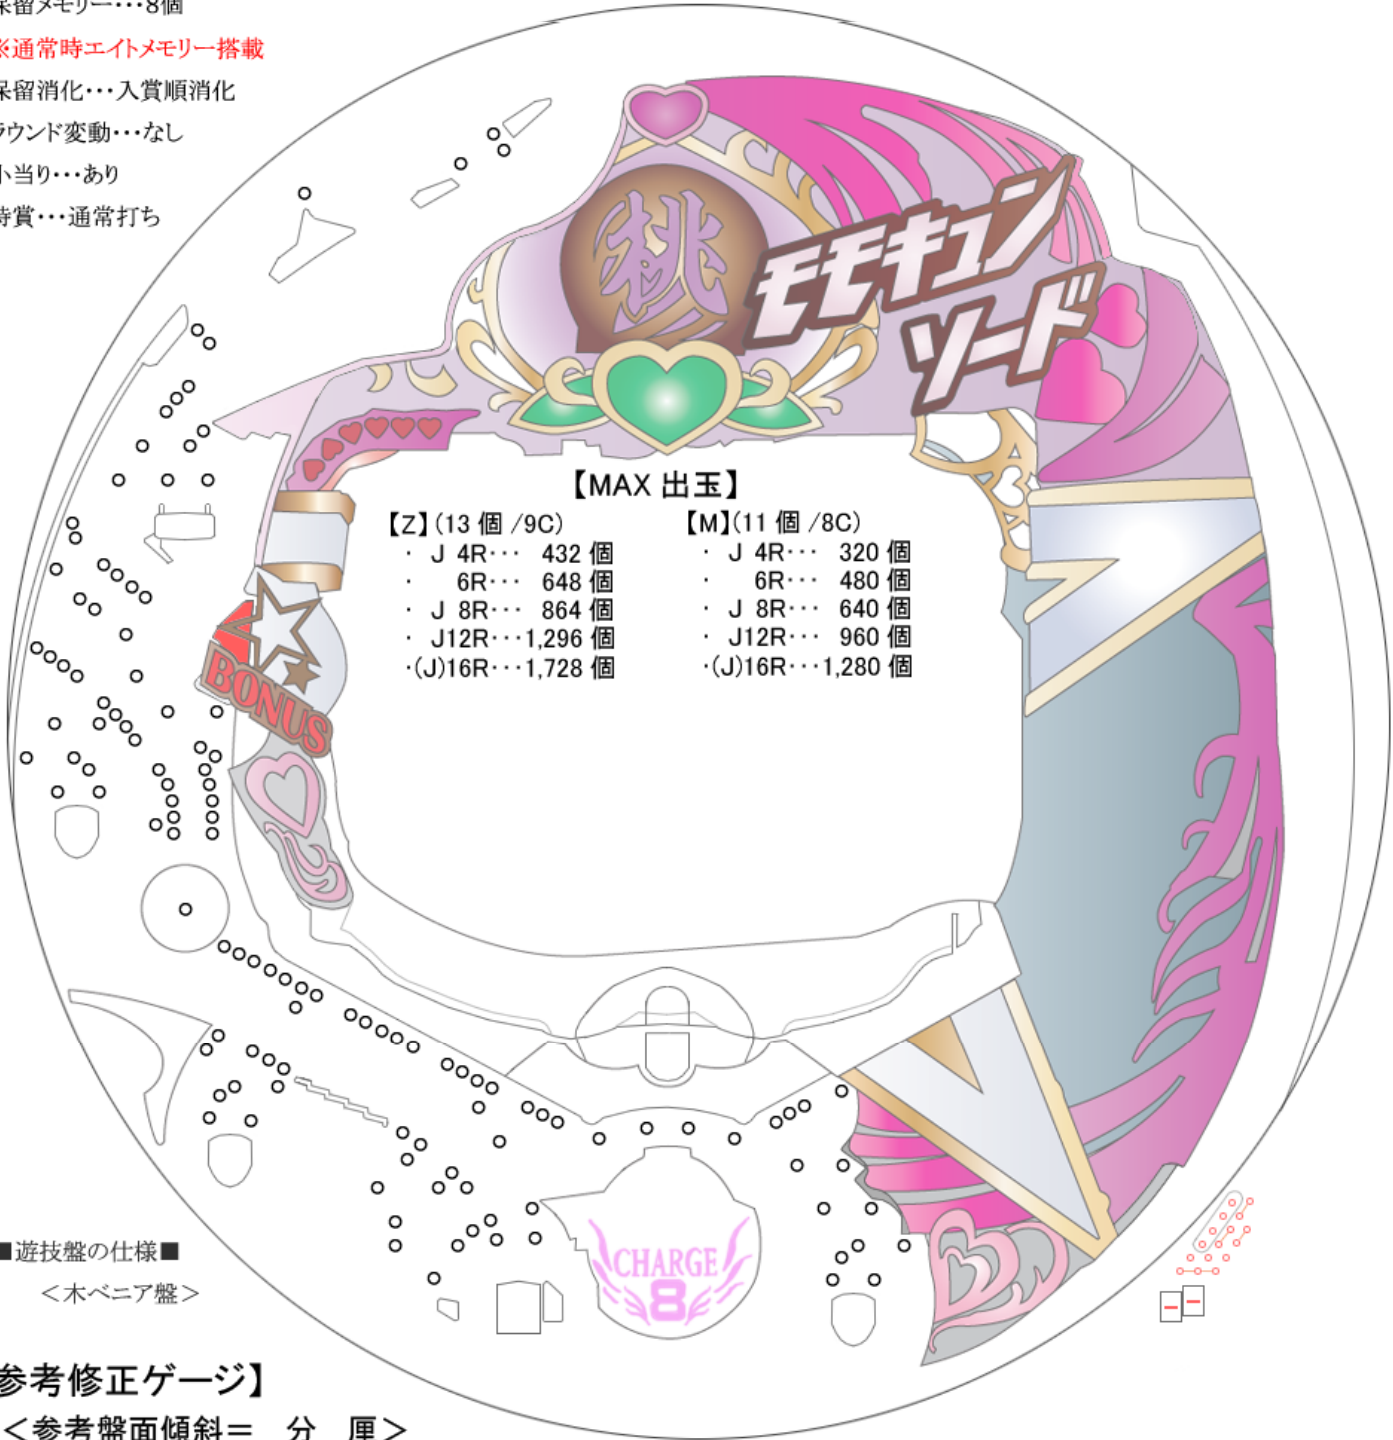 保留メモリー・・・8個
※通常時エイトメモリー搭載
保留消化・・・入賞順消化
ラウンド変動・・・なし
小当り・・・あり
時賞・・・通常打ち
桃
モモキュン
ソード
【MAX 出玉】
【Z】(13 個 /9C)
・ J 4R・・・ 432 個
・ 6R・・・ 648 個
・ J 8R・・・ 864 個
・ J12R・・・1,296 個
・(J)16R・・・1,728 個
【M】(11 個 /8C)
・ J 4R・・・ 320 個
・ 6R・・・ 480 個
・ J 8R・・・ 640 個
・ J12R・・・ 960 個
・(J)16R・・・1,280 個
BONUS
CHARGE
8
■遊技盤の仕様■
＜木ベニア盤＞
参考修正ゲージ】
＜参考盤面傾斜＝ 分 厘＞